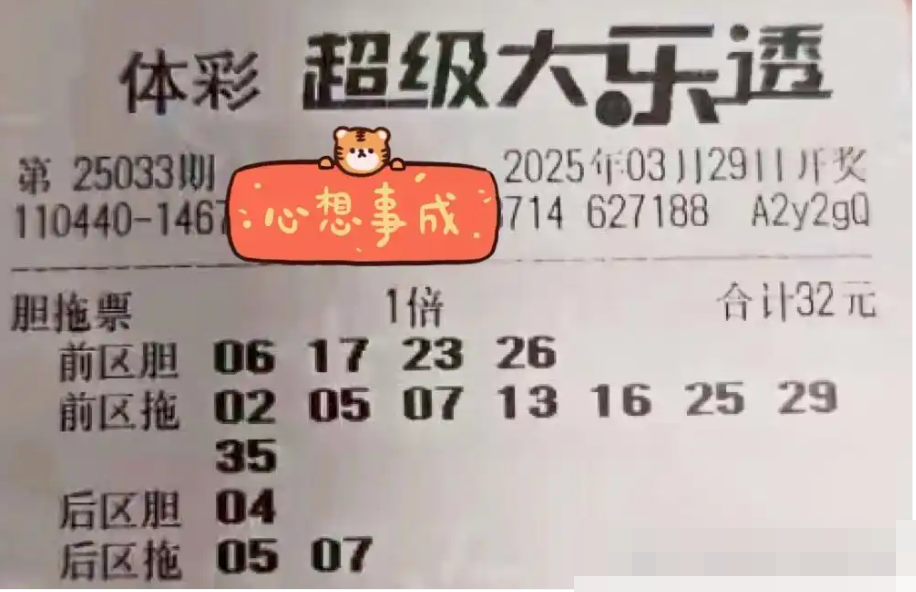 体彩 超级大乐透
第 25033期 2025年03月29日开奖
110440-1467 0714 627188 A2y2gQ
心想事成
胆拖票 1倍 合计32元
前区胆 06 17 23 26
前区拖 02 05 07 13 16 25 29
35
后区胆 04
后区拖 05 07